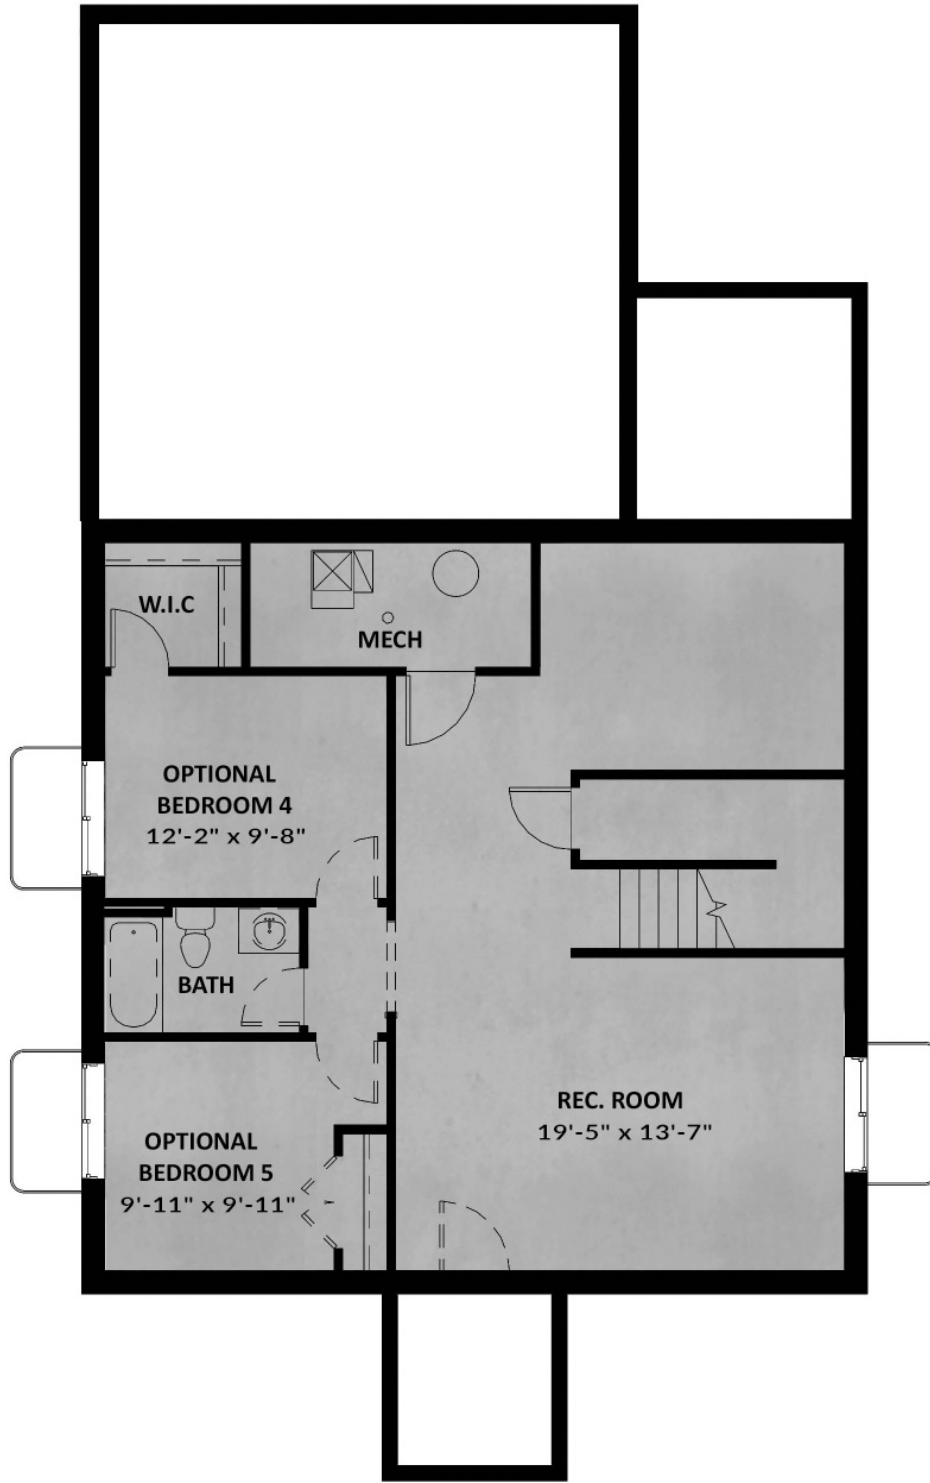 W.I.C
MECH
OPTIONAL
BEDROOM 4
12'-2" x 9'-8"
BATH
OPTIONAL
BEDROOM 5
9'-11" x 9'-11"
REC. ROOM
19'-5" x 13'-7"